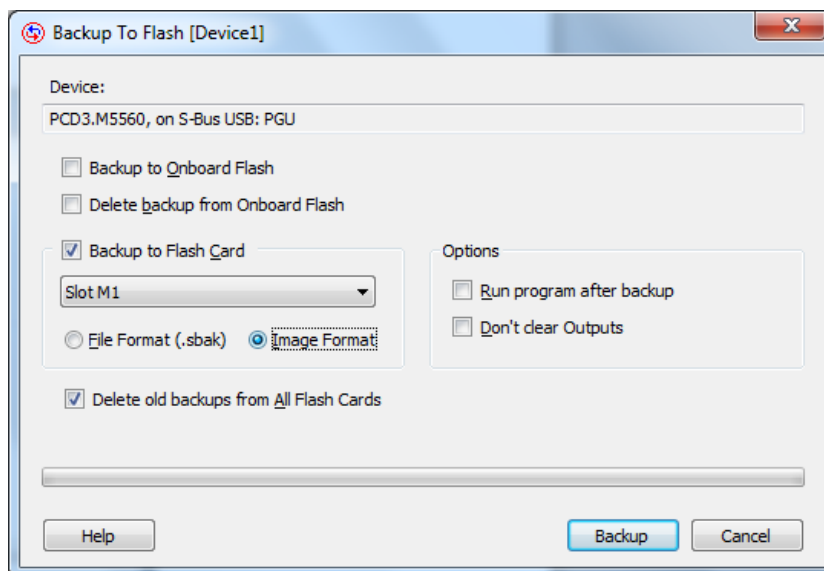 Backup To Flash [Device1]
Device:
PCD3.M5560, on S-Bus USB: PGU
Backup to Onboard Flash
Delete backup from Onboard Flash
Backup to Flash Card
Slot M1
File Format (.sbak) Image Format
Options
Run program after backup
Don't clear Outputs
Delete old backups from All Flash Cards
Help Backup Cancel